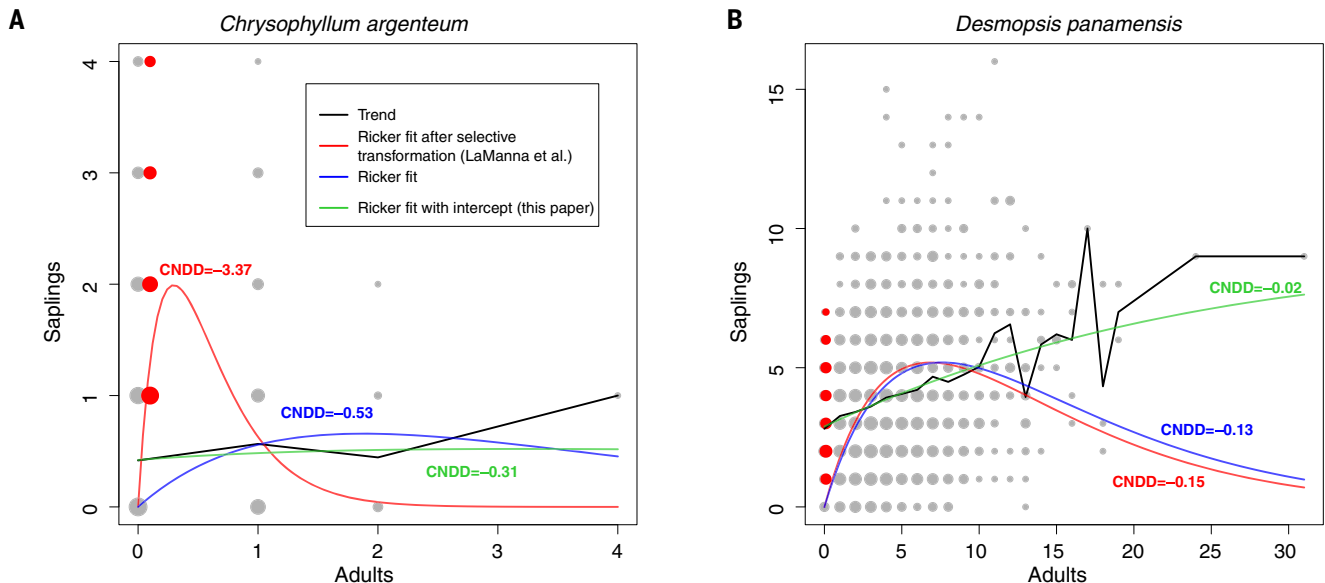 A
Chrysophyllum argenteum
Saplings
4
3
2
1
0
Trend
Ricker fit after selective
transformation (LaManna et al.)
Ricker fit
Ricker fit with intercept (this paper)
CNDD=−3.37
CNDD=−0.53
CNDD=−0.31
0
1
2
3
4
Adults
B
Desmopsis panamensis
Saplings
15
10
5
0
CNDD=−0.02
CNDD=−0.13
CNDD=−0.15
0
5
10
15
20
25
30
Adults